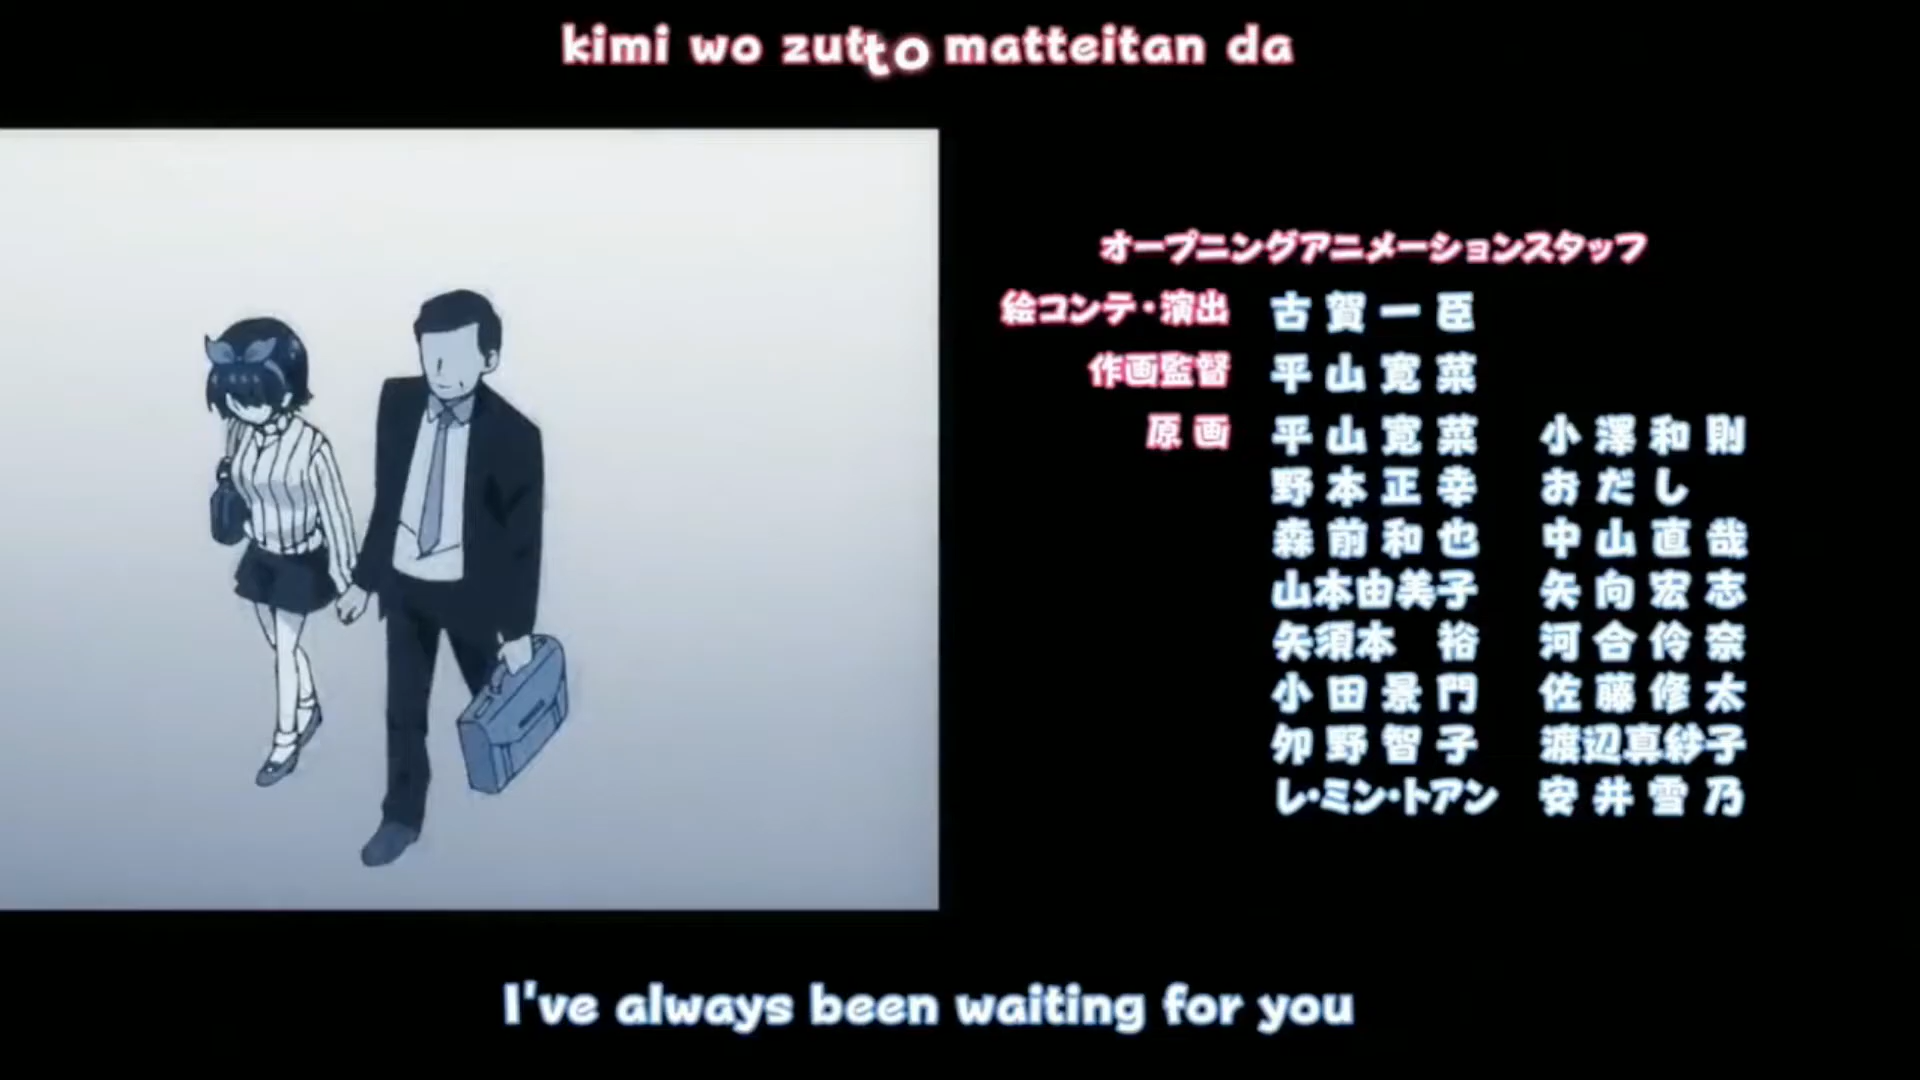 kimi wo zutto matteitan da
オープニングアニメーションスタッフ
絵コンテ・演出 古賀一臣
作画監督 平山寛菜
原画 平山寛菜 小澤和則
野本正幸 おだし
森前和也 中山直哉
山本由美子 矢向宏志
矢須本 裕 河合伶奈
小田景門 佐藤修太
夘野智子 渡辺真紗子
レ・ミン・トアン 安井雪乃
I've always been waiting for you